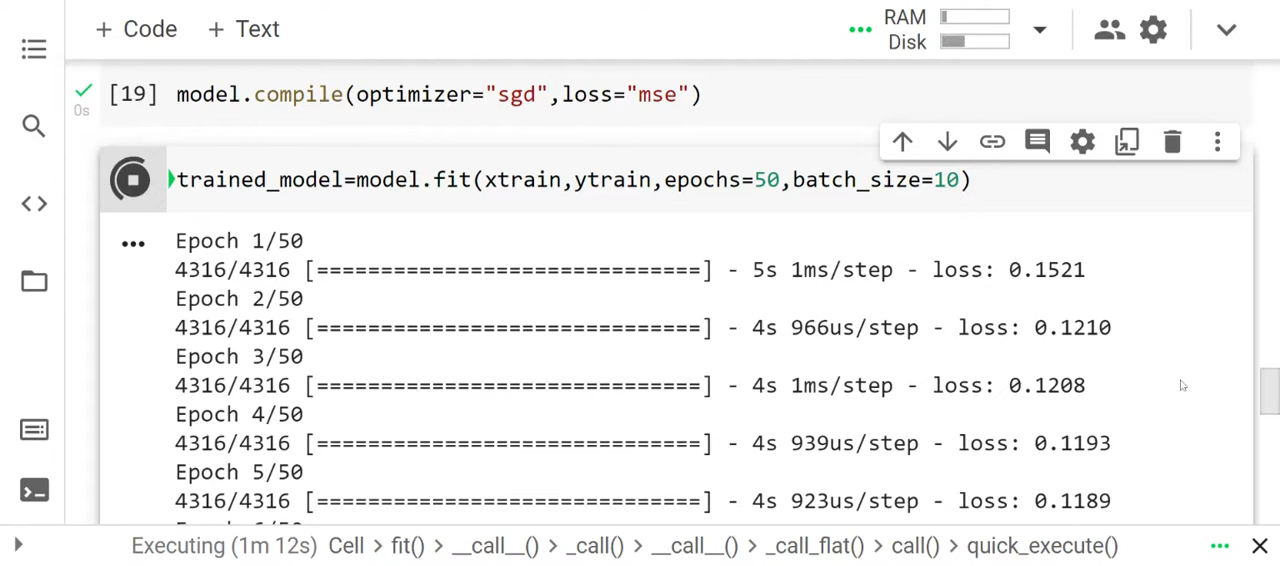 + Code + Text
RAM
Disk
[19] model.compile(optimizer="sgd",loss="mse")
0s
trained_model=model.fit(xtrain,ytrain,epochs=50,batch_size=10)
Epoch 1/50
4316/4316 [==============================] - 5s 1ms/step - loss: 0.1521
Epoch 2/50
4316/4316 [==============================] - 4s 966us/step - loss: 0.1210
Epoch 3/50
4316/4316 [==============================] - 4s 1ms/step - loss: 0.1208
Epoch 4/50
4316/4316 [==============================] - 4s 939us/step - loss: 0.1193
Epoch 5/50
4316/4316 [==============================] - 4s 923us/step - loss: 0.1189
Executing (1m 12s) Cell > fit() > __call__() > _call() > __call__() > _call_flat() > call() > quick_execute()